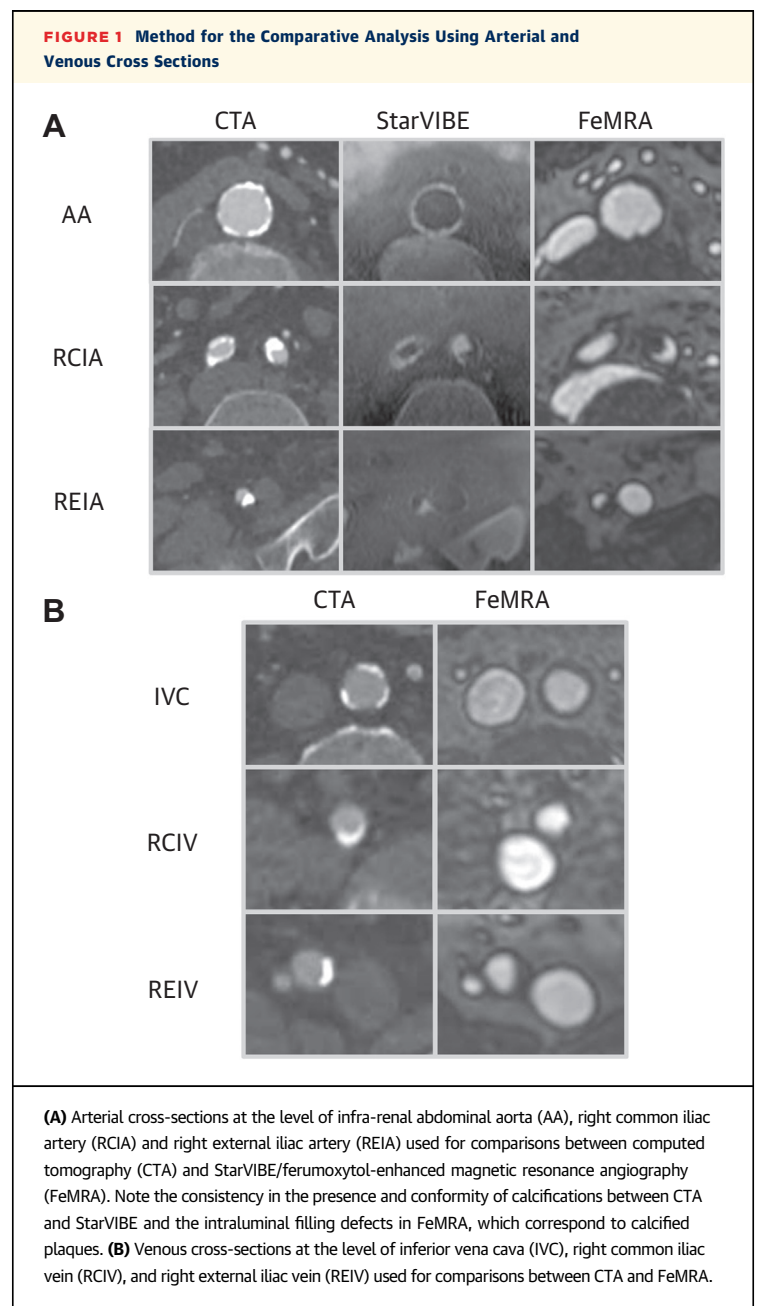 FIGURE 1 Method for the Comparative Analysis Using Arterial and
Venous Cross Sections
A
CTA StarVIBE FeMRA
AA
RCIA
REIA
B
CTA FeMRA
IVC
RCIV
REIV
(A) Arterial cross-sections at the level of infra-renal abdominal aorta (AA), right common iliac
artery (RCIA) and right external iliac artery (REIA) used for comparisons between computed
tomography (CTA) and StarVIBE/ferumoxytol-enhanced magnetic resonance angiography
(FeMRA). Note the consistency in the presence and conformity of calcifications between CTA
and StarVIBE and the intraluminal filling defects in FeMRA, which correspond to calcified
plaques. (B) Venous cross-sections at the level of inferior vena cava (IVC), right common iliac
vein (RCIV), and right external iliac vein (REIV) used for comparisons between CTA and FeMRA.